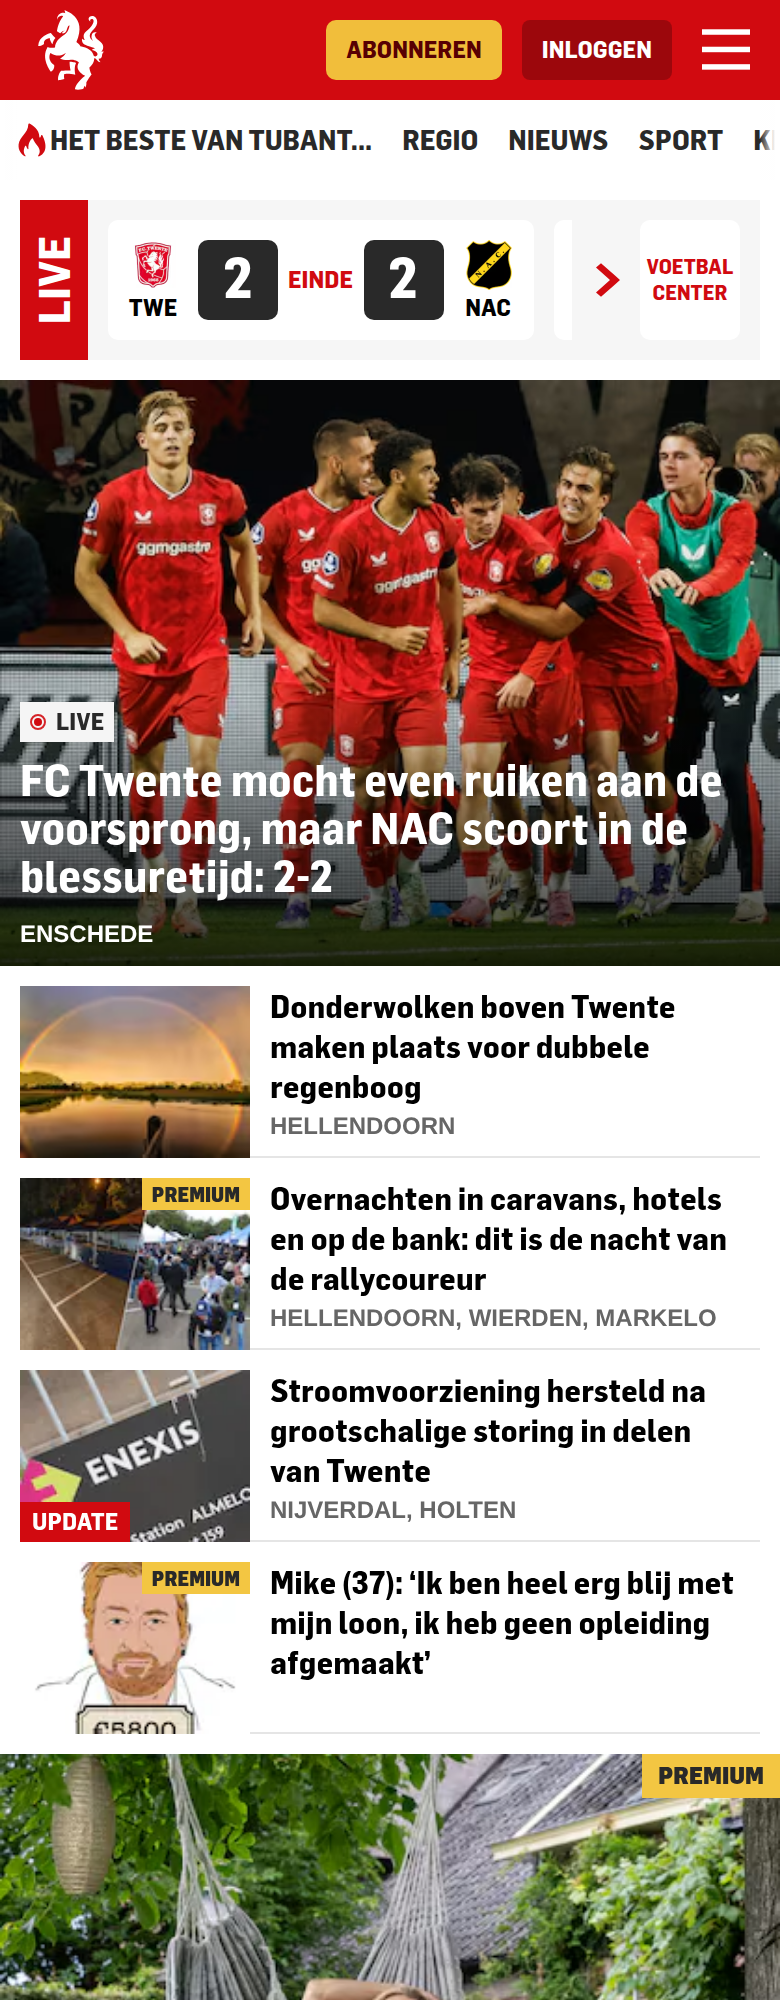 ABONNEREN
INLOGGEN
HET BESTE VAN TUBANT...
REGIO
NIEUWS
SPORT
LIVE
TWE
2
EINDE
2
NAC
VOETBAL
CENTER
ggmgastro
LIVE
FC Twente mocht even ruiken aan de
voorsprong, maar NAC scoort in de
blessuretijd: 2-2
ENSCHEDE
Donderwolken boven Twente
maken plaats voor dubbele
regenboog
HELLENDOORN
PREMIUM
Overnachten in caravans, hotels
en op de bank: dit is de nacht van
de rallycoureur
HELLENDOORN, WIERDEN, MARKELO
ENEXIS
Station ALMELO
159
UPDATE
Stroomvoorziening hersteld na
grootschalige storing in delen
van Twente
NIJVERDAL, HOLTEN
PREMIUM
€5800
Mike (37): ‘Ik ben heel erg blij met
mijn loon, ik heb geen opleiding
afgemaakt’
PREMIUM